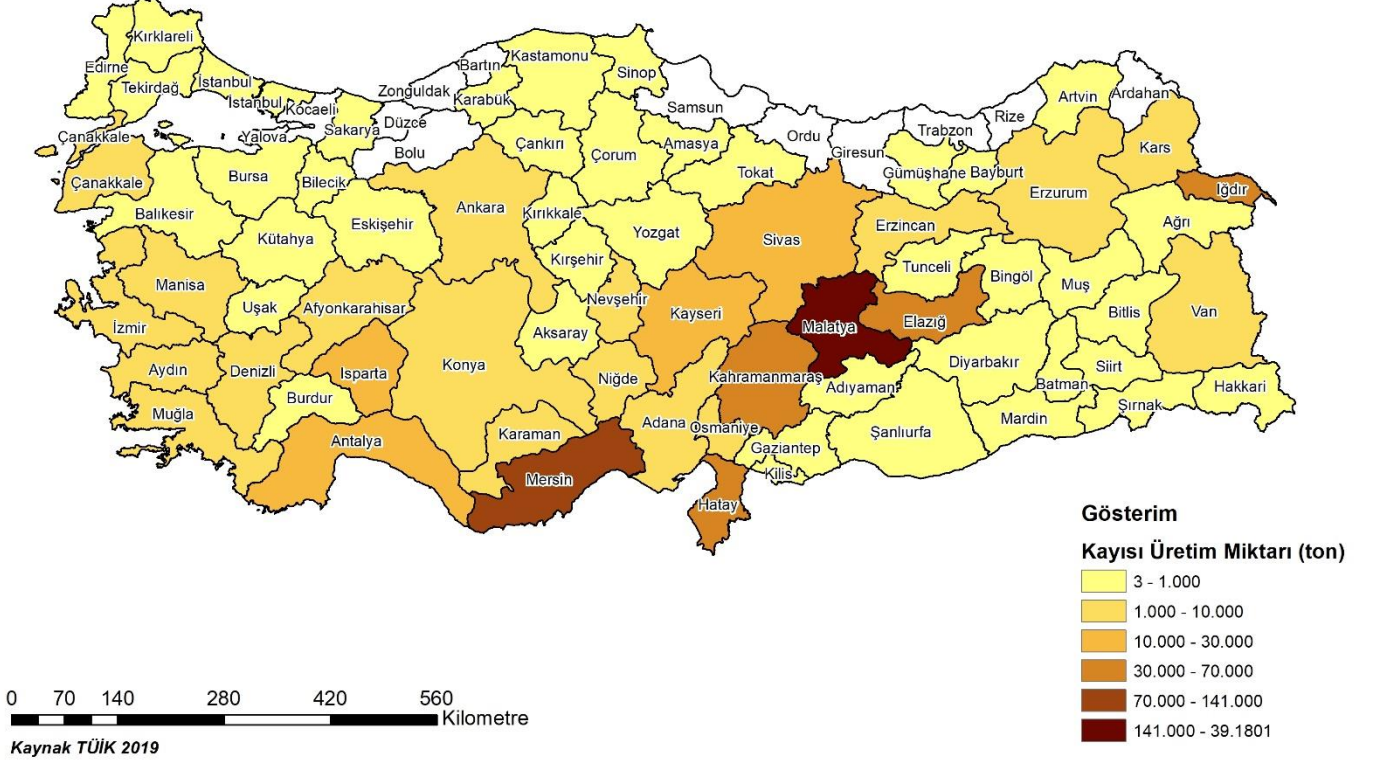 Kırklareli
Edirne
Tekirdağ
İstanbul
İstanbul
Kocaeli
Yalova
Sakarya
Zonguldak
Düzce
Bolu
Bartın
Karabük
Kastamonu
Sinop
Samsun
Ordu
Giresun
Trabzon
Rize
Artvin
Ardahan
Çanakkale
Çanakkale
Balıkesir
Bursa
Bilecik
Kütahya
Eskişehir
Ankara
Çankırı
Çorum
Amasya
Tokat
Kırıkkale
Yozgat
Kırşehir
Sivas
Gümüşhane
Bayburt
Erzincan
Erzurum
Kars
Iğdır
Ağrı
Manisa
Uşak
Afyonkarahisar
İzmir
Aydın
Denizli
Isparta
Burdur
Muğla
Antalya
Konya
Aksaray
Nevşehir
Niğde
Kayseri
Karaman
Mersin
Adana
Osmaniye
Kahramanmaraş
Malatya
Elazığ
Tunceli
Bingöl
Muş
Bitlis
Van
Adıyaman
Diyarbakır
Batman
Siirt
Şırnak
Hakkari
Mardin
Şanlıurfa
Gaziantep
Kilis
Hatay
Gösterim
Kayısı Üretim Miktarı (ton)
3 - 1.000
1.000 - 10.000
10.000 - 30.000
30.000 - 70.000
70.000 - 141.000
141.000 - 39.1801
0 70 140 280 420 560
Kilometre
Kaynak TÜİK 2019